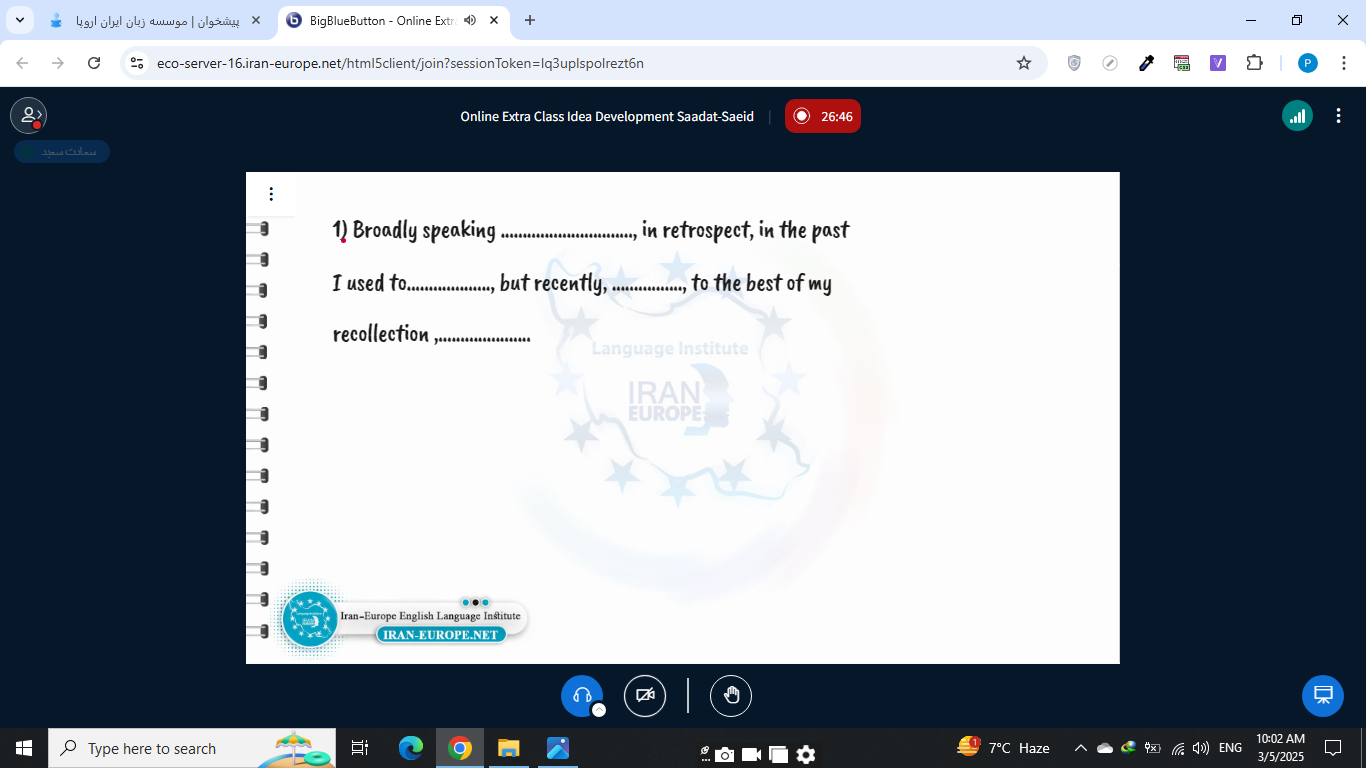 پیشخوان | موسسه زبان ایران اروپا
BigBlueButton - Online Extra
eco-server-16.iran-europe.net/html5client/join?sessionToken=lq3uplspolrezt6n
Online Extra Class Idea Development Saadat-Saeid
26:46
سعادت سعید
1) Broadly speaking ............................., in retrospect, in the past
I used to..................., but recently, ................, to the best of my
recollection ,.....................
Language Institute
IRAN
EUROPE
Iran-Europe English Language Institute
IRAN-EUROPE.NET
Type here to search
7°C Haze
ENG
10:02 AM
3/5/2025